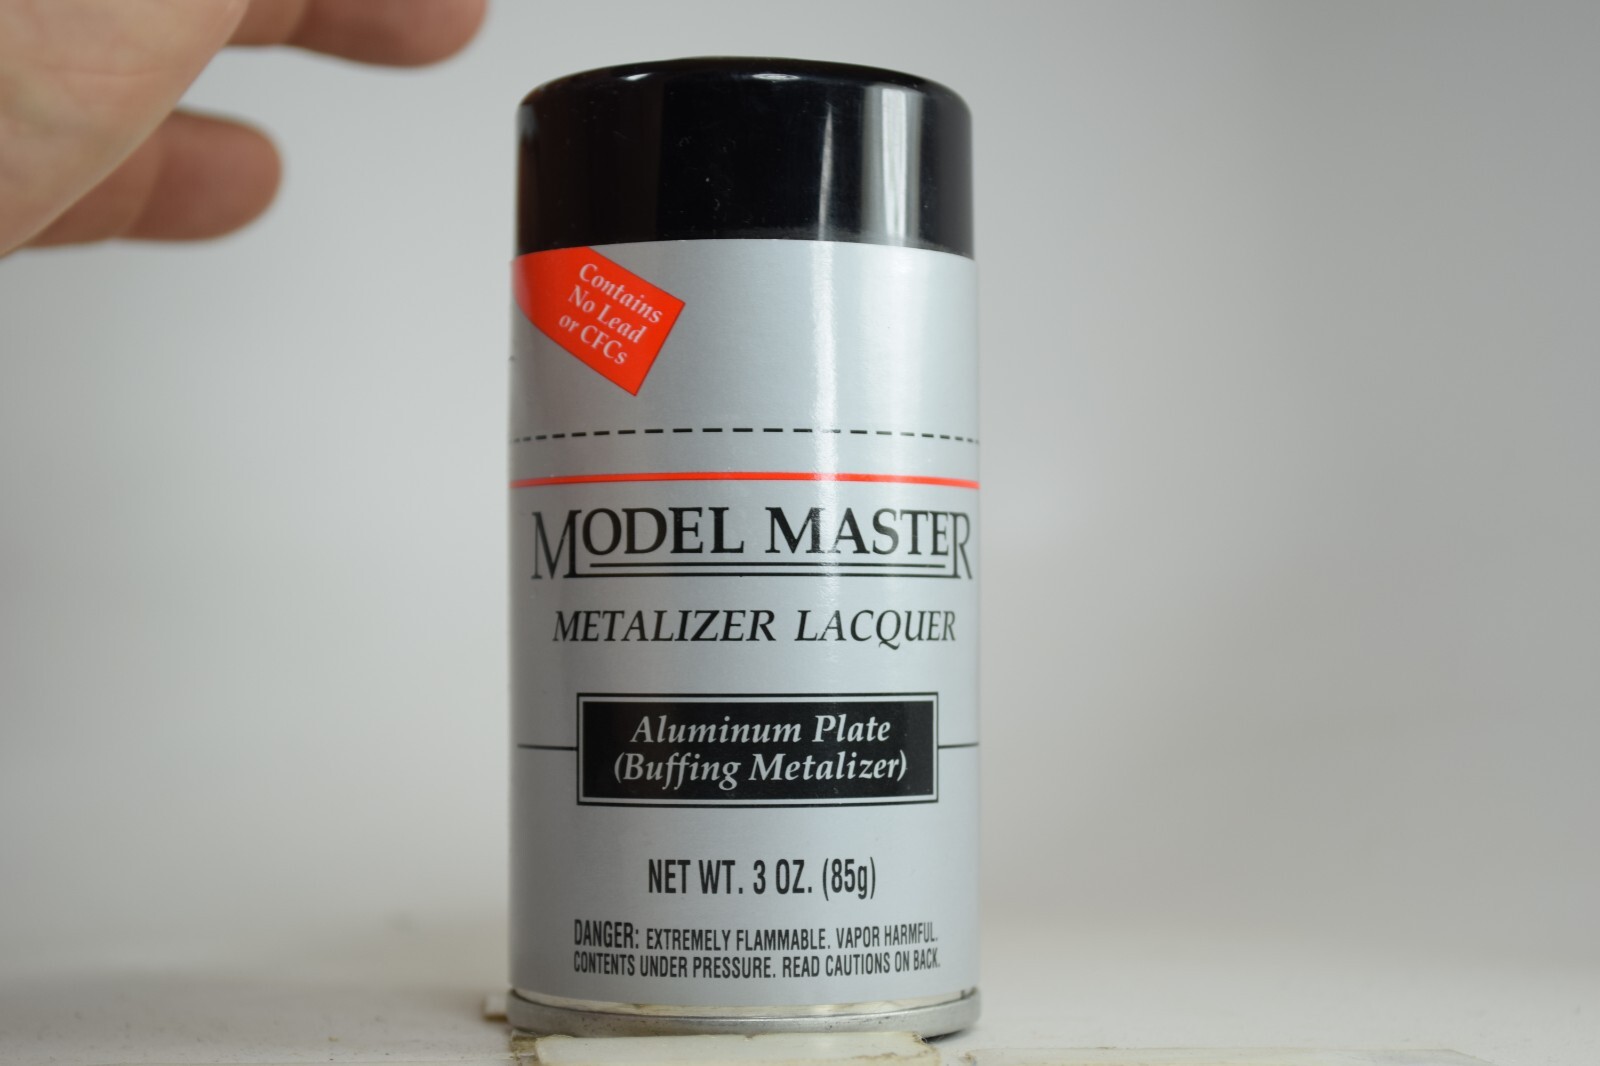 Contains
No Lead
or CFCs
MODEL MASTER
METALIZER LACQUER
Aluminum Plate
(Buffing Metalizer)
NET WT. 3 OZ. (85g)
DANGER: EXTREMELY FLAMMABLE. VAPOR HARMFUL.
CONTENTS UNDER PRESSURE. READ CAUTIONS ON BACK.